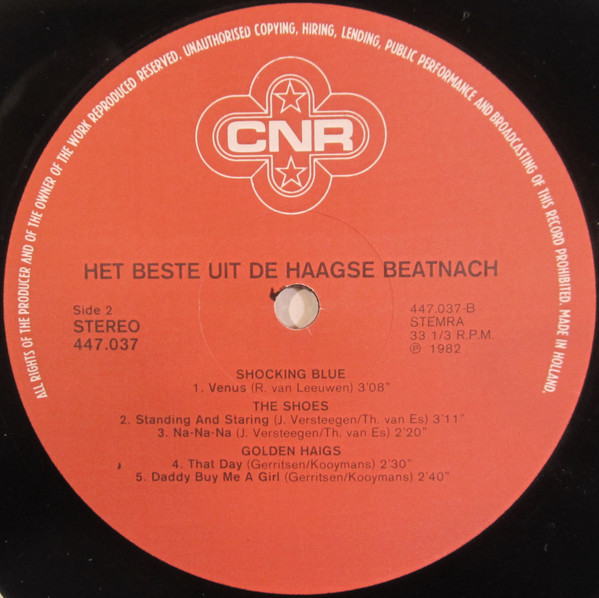 ALL RIGHTS OF THE PRODUCER AND OF THE OWNER OF THE WORK REPRODUCED RESERVED. UNAUTHORISED COPYING, HIRING, LENDING, PUBLIC PERFORMANCE AND BROADCASTING OF THIS RECORD PROHIBITED. MADE IN HOLLAND.
CNR
HET BESTE UIT DE HAAGSE BEATNACH
Side 2
STEREO
447.037
447.037-B
STEMRA
33 1/3 R.P.M.
℗ 1982
SHOCKING BLUE
1. Venus (R. van Leeuwen) 3'08"
THE SHOES
2. Standing And Staring (J. Versteegen/Th. van Es) 3'11"
3. Na-Na-Na (J. Versteegen/Th. van Es) 2'20"
GOLDEN HAIGS
4. That Day (Gerritsen/Kooymans) 2'30"
5. Daddy Buy Me A Girl (Gerritsen/Kooymans) 2'40"